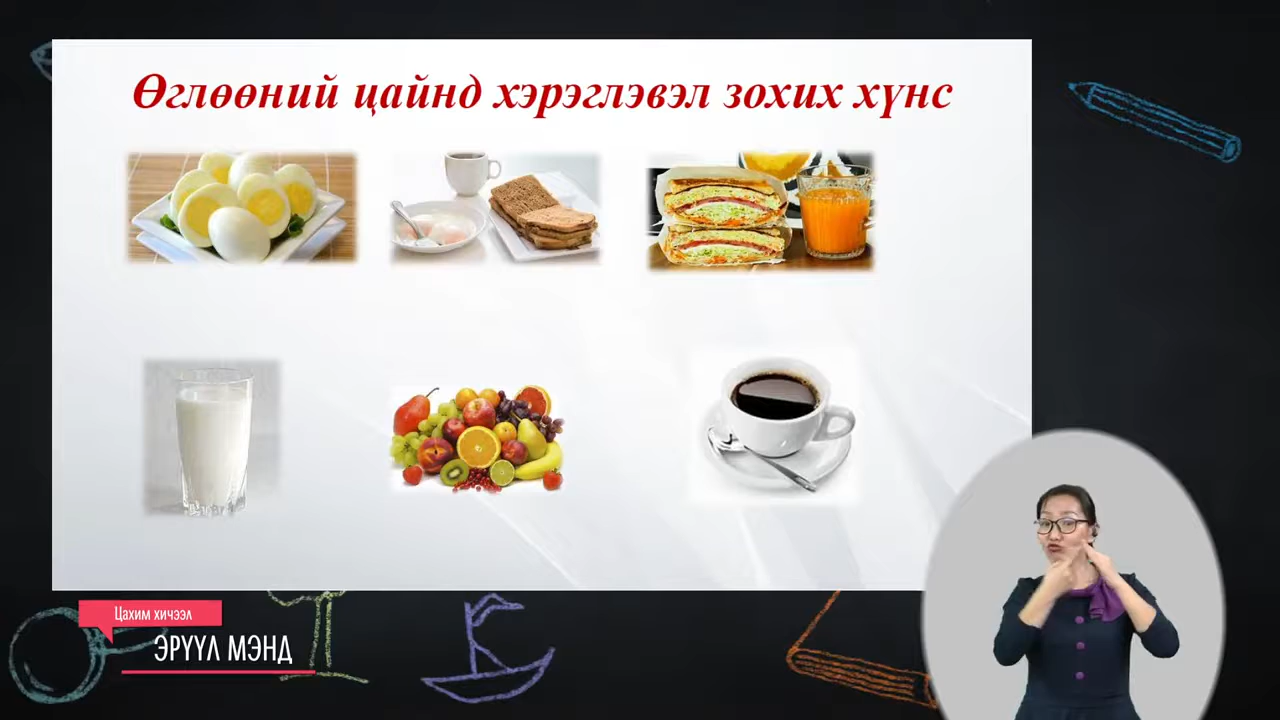 Өглөөний цайнд хэрэглэвэл зохих хүнс
Цахим хичээл
ЭРҮҮЛ МЭНД